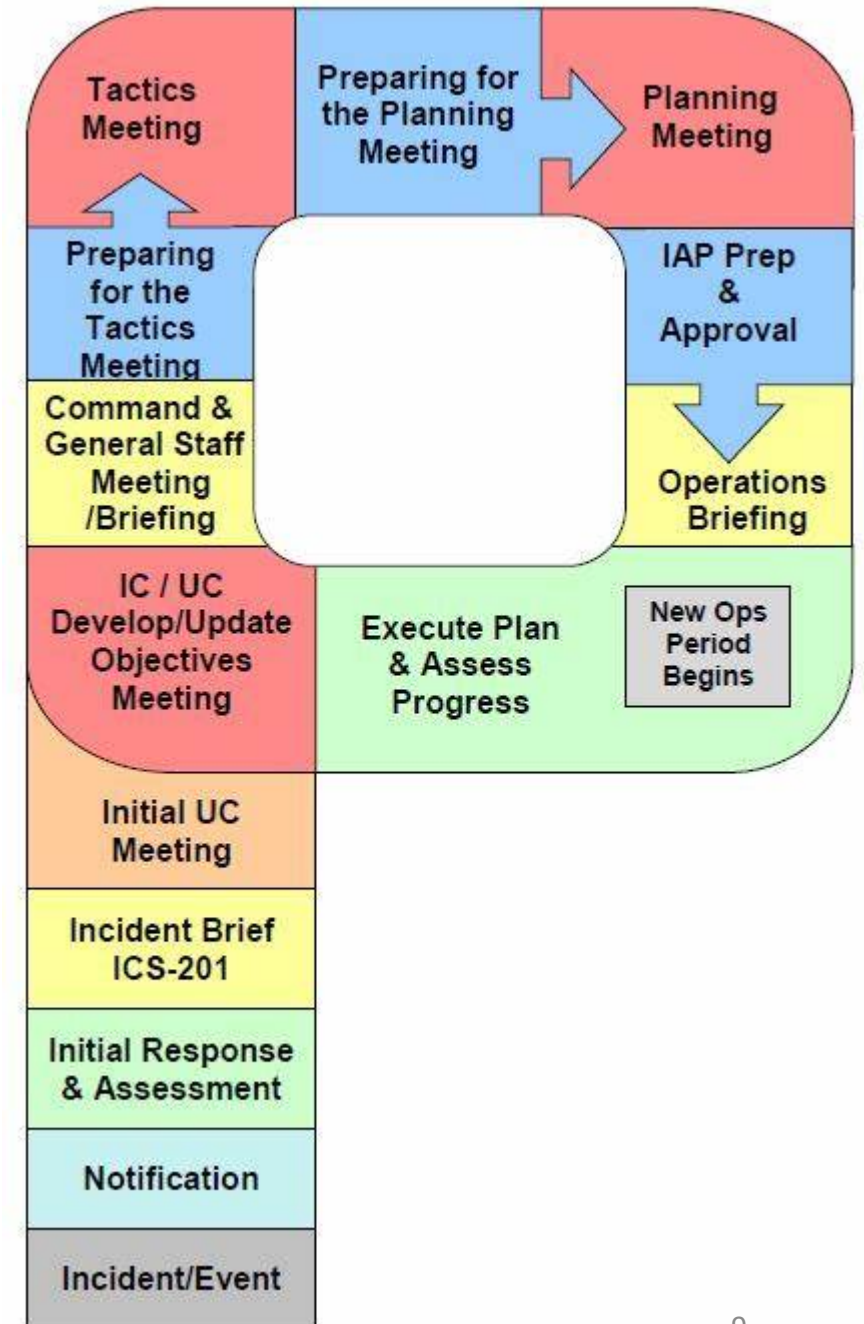 Tactics
Meeting
Preparing for
the Planning
Meeting
Planning
Meeting
Preparing
for the
Tactics
Meeting
IAP Prep
&
Approval
Command &
General Staff
Meeting
/Briefing
Operations
Briefing
IC / UC
Develop/Update
Objectives
Meeting
Execute Plan
& Assess
Progress
New Ops
Period
Begins
Initial UC
Meeting
Incident Brief
ICS-201
Initial Response
& Assessment
Notification
Incident/Event